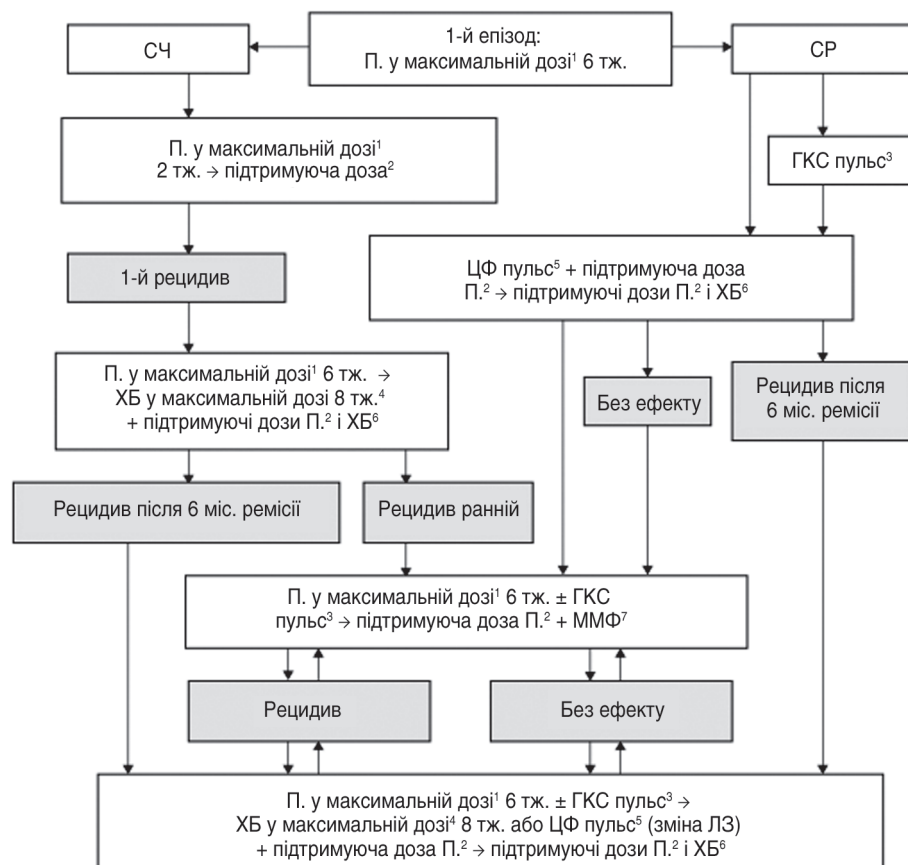 1-й епізод:
П. у максимальній дозі¹ 6 тж.
СЧ
СР
П. у максимальній дозі¹
2 тж. → підтримуюча доза²
ГКС пульс³
1-й рецидив
ЦФ пульс⁵ + підтримуюча доза
П.² → підтримуючі дози П.² і ХБ⁶
П. у максимальній дозі¹ 6 тж. →
ХБ у максимальній дозі 8 тж.⁴
+ підтримуючі дози П.² і ХБ⁶
Без ефекту
Рецидив після
6 міс. ремісії
Рецидив після 6 міс. ремісії
Рецидив ранній
П. у максимальній дозі¹ 6 тж. ± ГКС
пульс³ → підтримуюча доза П.² + ММФ⁷
Рецидив
Без ефекту
П. у максимальній дозі¹ 6 тж. ± ГКС пульс³ →
ХБ у максимальній дозі⁴ 8 тж. або ЦФ пульс⁵ (зміна ЛЗ)
+ підтримуюча доза П.² → підтримуючі дози П.² і ХБ⁶